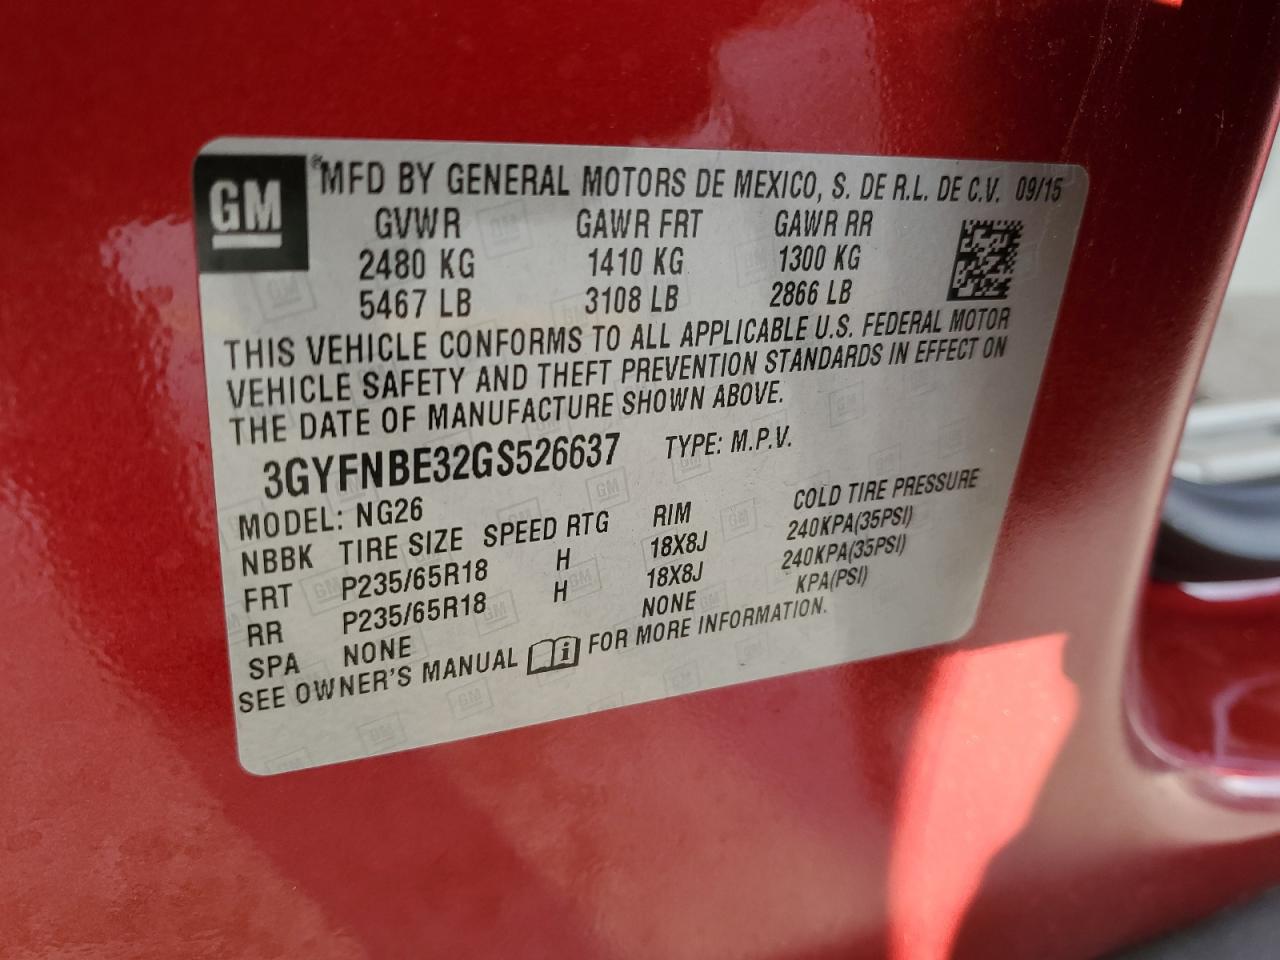 GM
®MFD BY GENERAL MOTORS DE MEXICO, S. DE R.L. DE C.V. 09/15
GVWR GAWR FRT GAWR RR
2480 KG 1410 KG 1300 KG
5467 LB 3108 LB 2866 LB
THIS VEHICLE CONFORMS TO ALL APPLICABLE U.S. FEDERAL MOTOR
VEHICLE SAFETY AND THEFT PREVENTION STANDARDS IN EFFECT ON
THE DATE OF MANUFACTURE SHOWN ABOVE.
3GYFNBE32GS526637 TYPE: M.P.V.
MODEL: NG26
NBBK TIRE SIZE SPEED RTG RIM COLD TIRE PRESSURE
FRT P235/65R18 H 18X8J 240KPA(35PSI)
RR P235/65R18 H 18X8J 240KPA(35PSI)
SPA NONE NONE KPA(PSI)
SEE OWNER'S MANUAL FOR MORE INFORMATION.